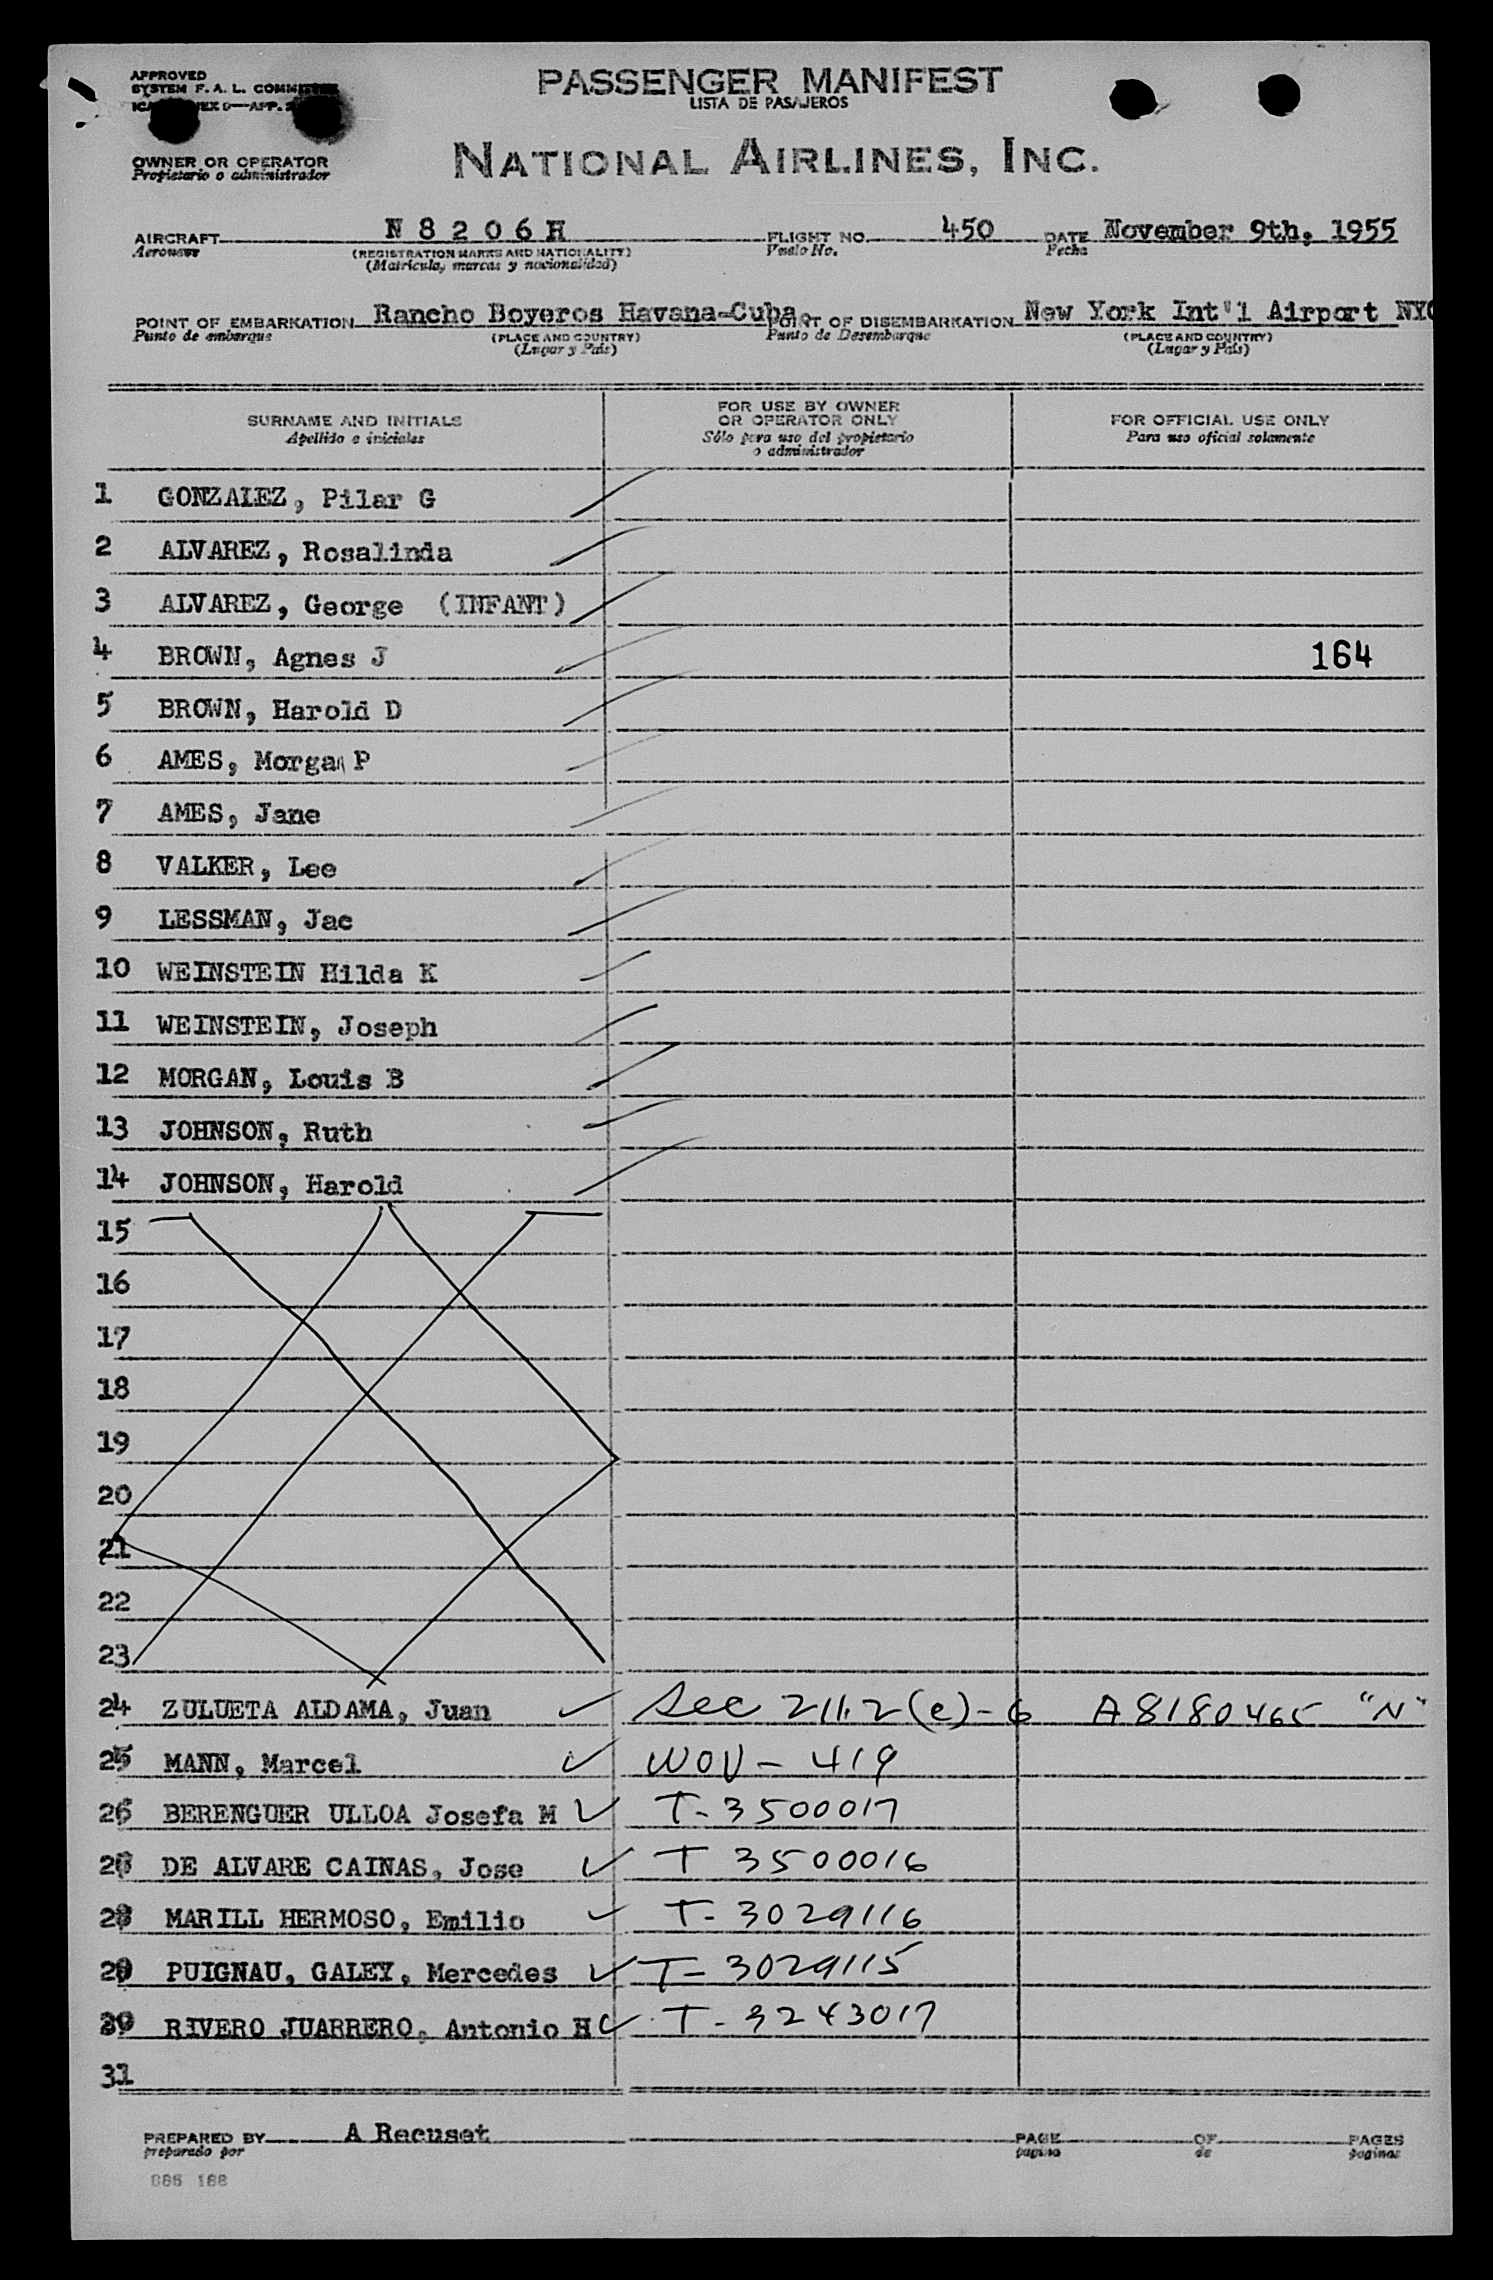 APPROVED
SYSTEM F. A. L. COMMITTEE
PASSENGER MANIFEST
LISTA DE PASAJEROS
OWNER OR OPERATOR
Propietario o administrador
NATIONAL AIRLINES, INC.
AIRCRAFT N 8 2 0 6 H FLIGHT NO. 450 DATE November 9th, 1955
Aeronave (REGISTRATION MARKS AND NATIONALITY) Vuelo No. Fecha
(Matricula, marcas y nacionalidad)
POINT OF EMBARKATION Rancho Boyeros Havana-Cuba. POINT OF DISEMBARKATION New York Int'l Airport NYC
Punto de embarque (PLACE AND COUNTRY) Punto de Desembarque (PLACE AND COUNTRY)
(Lugar y País) (Lugar y País)
SURNAME AND INITIALS FOR USE BY OWNER OR OPERATOR ONLY FOR OFFICIAL USE ONLY
Apellido e iniciales Sólo para uso del propietario o administrador Para uso oficial solamente
1 GONZALEZ, Pilar G
2 ALVAREZ, Rosalinda
3 ALVAREZ, George (INFANT)
4 BROWN, Agnes J 164
5 BROWN, Harold D
6 AMES, Morgan P
7 AMES, Jane
8 VALKER, Lee
9 LESSMAN, Jac
10 WEINSTEIN Hilda K
11 WEINSTEIN, Joseph
12 MORGAN, Louis B
13 JOHNSON, Ruth
14 JOHNSON, Harold
15
16
17
18
19
20
21
22
23
24 ZULUETA ALDAMA, Juan Sec 211.2(e)-6 A8180465 "N"
25 MANN, Marcel WOV - 419
26 BERENGUER ULLOA Josefa M T-3500017
DE ALVARE CAINAS, Jose T 3500016
28 MARILL HERMOSO, Emilio T-3029116
29 PUIGNAU, GALEY, Mercedes T-3029115
30 RIVERO JUARRERO, Antonio H T-3243017
31
PREPARED BY A Recuset PAGE OF PAGES
preparado por pagina de paginas